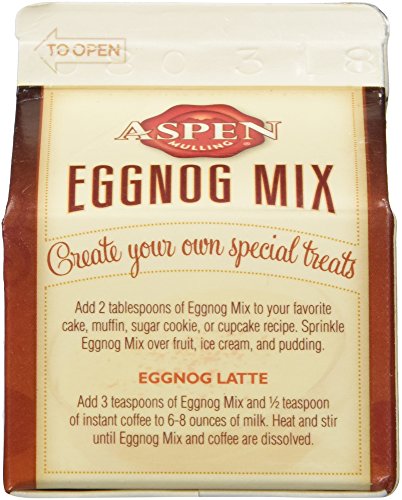 TO OPEN
080 318
ASPEN
MULLING ®
EGGNOG MIX
Create your own special treats
Add 2 tablespoons of Eggnog Mix to your favorite
cake, muffin, sugar cookie, or cupcake recipe. Sprinkle
Eggnog Mix over fruit, ice cream, and pudding.
EGGNOG LATTE
Add 3 teaspoons of Eggnog Mix and ½ teaspoon
of instant coffee to 6-8 ounces of milk. Heat and stir
until Eggnog Mix and coffee are dissolved.